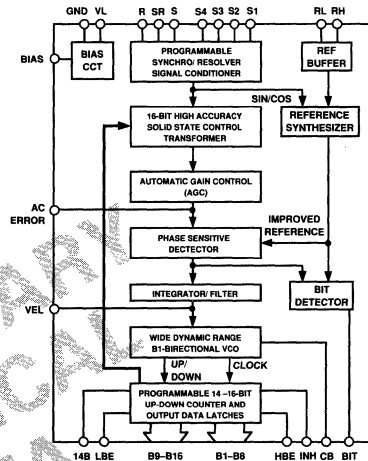 GND VL R SR S S4 S3 S2 S1 RL RH
BIAS
BIAS
CCT
PROGRAMMABLE
SYNCHRO/ RESOLVER
SIGNAL CONDITIONER
REF
BUFFER
SIN/COS
16-BIT HIGH ACCURACY
SOLID STATE CONTROL
TRANSFORMER
REFERENCE
SYNTHESIZER
AUTOMATIC GAIN CONTROL
(AGC)
AC
ERROR
IMPROVED
REFERENCE
PHASE SENSITIVE
DECTECTOR
INTEGRATOR/ FILTER
BIT
DETECTOR
VEL
WIDE DYNAMIC RANGE
B1-BIRECTIONAL VCO
UP/
DOWN
CLOCK
PROGRAMMABLE 14 –16-BIT
UP-DOWN COUNTER AND
OUTPUT DATA LATCHES
14B LBE B9–B16 B1–B8 HBE INH CB BIT